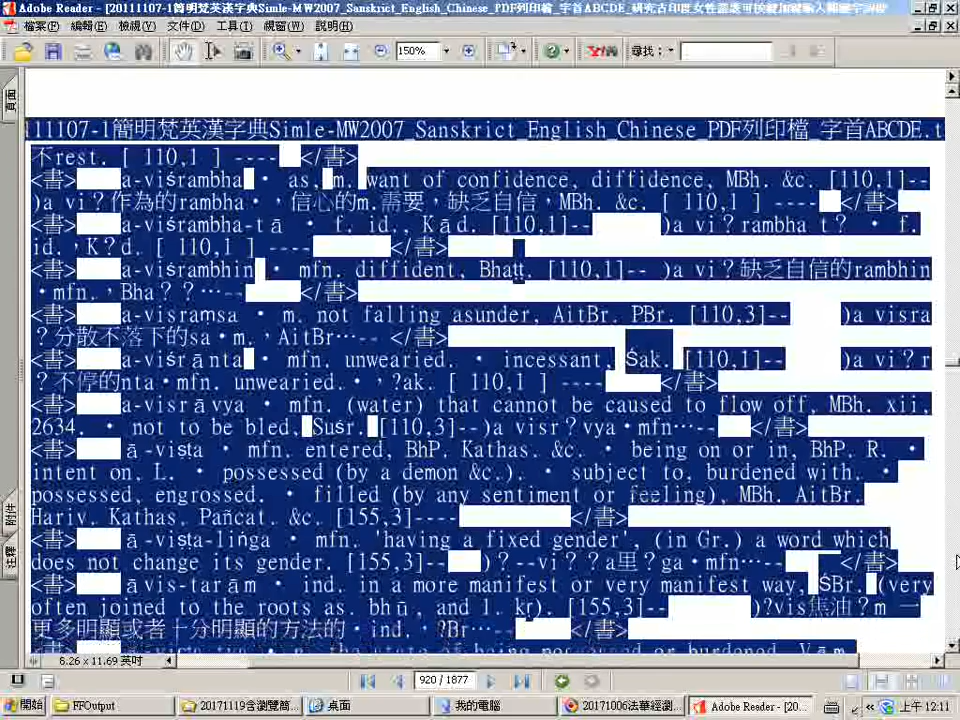 Adobe Reader - [20111107-1簡明梵英漢字典Simle-MW2007_Sanskrict_English_Chinese_PDF列印檔_字首ABCDE_研究古印度女性
檔案(F) 編輯(E) 檢視(V) 文件(D) 工具(T) 視窗(W) 說明(H)
150% 尋找：
頁面
11107-1簡明梵英漢字典Simle-MW2007_Sanskrict_English_Chinese_PDF列印檔_字首ABCDE.t
不rest. [ 110,1 ] ---- </書>
<書> a-viśrambha • as, m. want of confidence, diffidence, MBh. &c. [110,1]--
)a vi？作為的rambha•，信心的m.需要，缺乏自信，MBh. &c. [ 110,1 ] ---- </書>
<書> a-viśrambha-tā • f. id., Kād. [110,1]-- )a vi？rambha t？ • f.
id.，K？d. [ 110,1 ] ---- </書>
<書> a-viśrambhin • mfn. diffident, Bhaṭṭ. [110,1]-- )a vi？缺乏自信的rambhin
•mfn.，Bha？？…-- </書>
<書> a-visramsa • m. not falling asunder, AitBr. PBr. [110,3]-- )a visra
？分散不落下的sa•m. AitBr…-- </書>
<書> a-viśrānta • mfn. unwearied. • incessant, Śak. [110,1]-- )a vi？r
？不停的nta•mfn. unwearied.•，?ak. [ 110,1 ] ---- </書>
<書> a-visrāvya • mfn. (water) that cannot be caused to flow off, MBh. xii,
2634. • not to be bled, Suśr. [110,3]--)a visr？vya•mfn…-- </書>
<書> ā-viṣṭa • mfn. entered, BhP. Kathas. &c. • being on or in, BhP. R. •
intent on, L. • possessed (by a demon &c.). • subject to, burdened with. •
possessed, engrossed. • filled (by any sentiment or feeling), MBh. AitBr.
Hariv. Kathas. Pañcat. &c. [155,3]---- </書>
<書> ā-viṣṭa-liṅga • mfn. 'having a fixed gender', (in Gr.) a word which
does not change its gender. [155,3]-- )？--vi？？a里？ga•mfn…-- </書>
<書> āvis-tarām • ind. in a more manifest or very manifest way, ŚBr. (very
often joined to the roots as. bhū, and 1. kṛ). [155,3]-- )?vis焦油？m 一
更多明顯或者十分明顯的方法的•ind.，?Br…-- </書>
附件
注釋
8.26 x 11.69 英吋
920 / 1877
開始 FFOutput 20171119含瀏覽簡... 桌面 我的電腦 20171006法華經瀏... Adobe Reader - [20... 上午 12:11